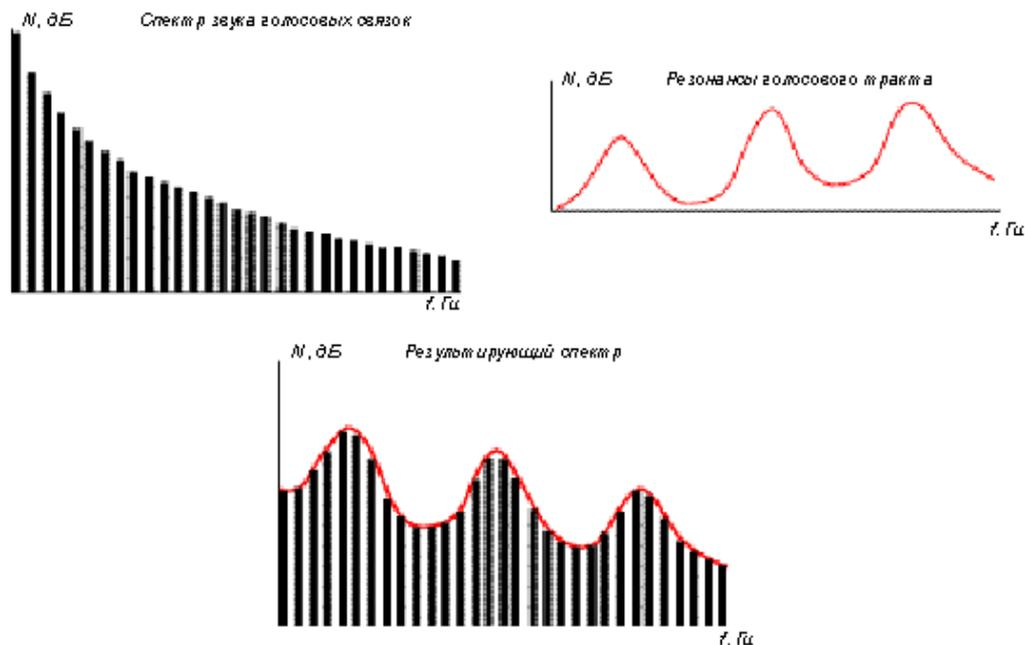 N, дБ Спектр звука голосовых связок
N, дБ Резонансы голосового тракта
f, Гц
f, Гц
N, дБ Результирующий спектр
f, Гц